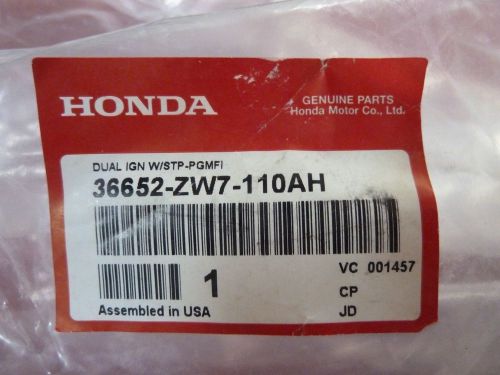 HONDA
GENUINE PARTS
Honda Motor Co., Ltd.
DUAL IGN W/STP-PGMFI
36652-ZW7-110AH
1
VC 001457
CP
Assembled in USA
JD